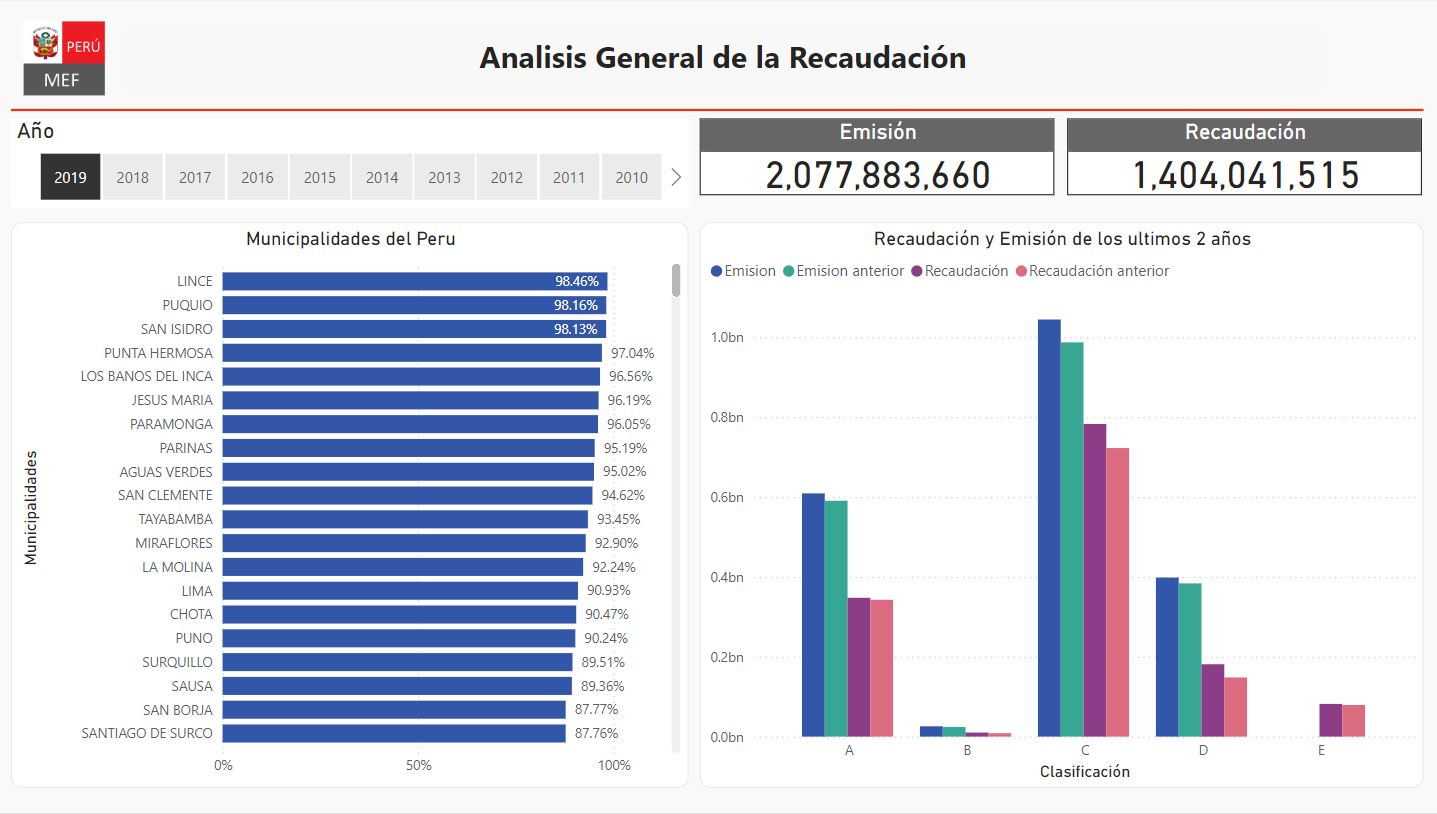 PERÚ
MEF
Analisis General de la Recaudación
Año
2019 2018 2017 2016 2015 2014 2013 2012 2011 2010
Emisión
2,077,883,660
Recaudación
1,404,041,515
Municipalidades del Peru
Municipalidades
LINCE 98.46%
PUQUIO 98.16%
SAN ISIDRO 98.13%
PUNTA HERMOSA 97.04%
LOS BANOS DEL INCA 96.56%
JESUS MARIA 96.19%
PARAMONGA 96.05%
PARINAS 95.19%
AGUAS VERDES 95.02%
SAN CLEMENTE 94.62%
TAYABAMBA 93.45%
MIRAFLORES 92.90%
LA MOLINA 92.24%
LIMA 90.93%
CHOTA 90.47%
PUNO 90.24%
SURQUILLO 89.51%
SAUSA 89.36%
SAN BORJA 87.77%
SANTIAGO DE SURCO 87.76%
0% 50% 100%
Recaudación y Emisión de los ultimos 2 años
Emision Emision anterior Recaudación Recaudación anterior
1.0bn
0.8bn
0.6bn
0.4bn
0.2bn
0.0bn
A B C D E
Clasificación